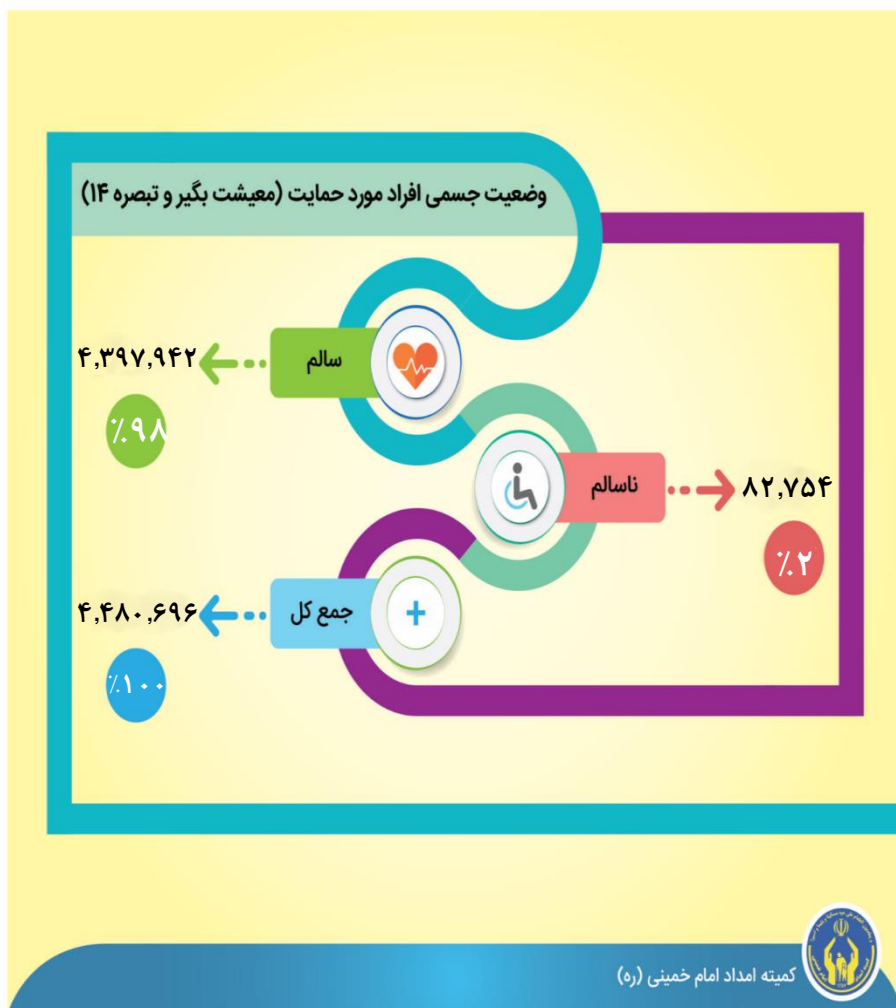 وضعیت جسمی افراد مورد حمایت (معیشت بگیر و تبصره ۱۴)
سالم
۴,۳۹۷,۹۴۲
٪۹۸
ناسالم
۸۲,۷۵۴
٪۲
جمع کل
۴,۴۸۰,۶۹۶
٪۱۰۰
کمیته امداد امام خمینی (ره)